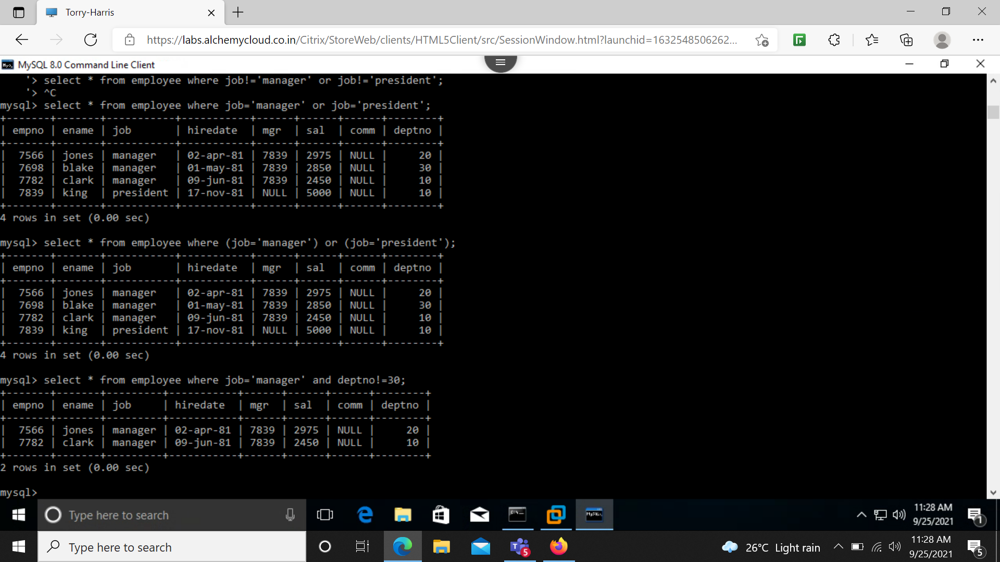 Torry-Harris
https://labs.alchemycloud.co.in/Citrix/StoreWeb/clients/HTML5Client/src/SessionWindow.html?launchid=1632548506262...
MySQL 8.0 Command Line Client
'> select * from employee where job!='manager' or job!='president';
'> ^C
mysql> select * from employee where job='manager' or job='president';
+-------+-------+-----------+-----------+------+------+------+--------+
| empno | ename | job       | hiredate  | mgr  | sal  | comm | deptno |
+-------+-------+-----------+-----------+------+------+------+--------+
|  7566 | jones | manager   | 02-apr-81 | 7839 | 2975 | NULL |     20 |
|  7698 | blake | manager   | 01-may-81 | 7839 | 2850 | NULL |     30 |
|  7782 | clark | manager   | 09-jun-81 | 7839 | 2450 | NULL |     10 |
|  7839 | king  | president | 17-nov-81 | NULL | 5000 | NULL |     10 |
+-------+-------+-----------+-----------+------+------+------+--------+
4 rows in set (0.00 sec)
mysql> select * from employee where (job='manager') or (job='president');
+-------+-------+-----------+-----------+------+------+------+--------+
| empno | ename | job       | hiredate  | mgr  | sal  | comm | deptno |
+-------+-------+-----------+-----------+------+------+------+--------+
|  7566 | jones | manager   | 02-apr-81 | 7839 | 2975 | NULL |     20 |
|  7698 | blake | manager   | 01-may-81 | 7839 | 2850 | NULL |     30 |
|  7782 | clark | manager   | 09-jun-81 | 7839 | 2450 | NULL |     10 |
|  7839 | king  | president | 17-nov-81 | NULL | 5000 | NULL |     10 |
+-------+-------+-----------+-----------+------+------+------+--------+
4 rows in set (0.00 sec)
mysql> select * from employee where job='manager' and deptno!=30;
+-------+-------+---------+-----------+------+------+------+--------+
| empno | ename | job     | hiredate  | mgr  | sal  | comm | deptno |
+-------+-------+---------+-----------+------+------+------+--------+
|  7566 | jones | manager | 02-apr-81 | 7839 | 2975 | NULL |     20 |
|  7782 | clark | manager | 09-jun-81 | 7839 | 2450 | NULL |     10 |
+-------+-------+---------+-----------+------+------+------+--------+
2 rows in set (0.00 sec)
mysql>
Type here to search
11:28 AM
9/25/2021
1
Type here to search
5
26°C Light rain
11:28 AM
9/25/2021
5